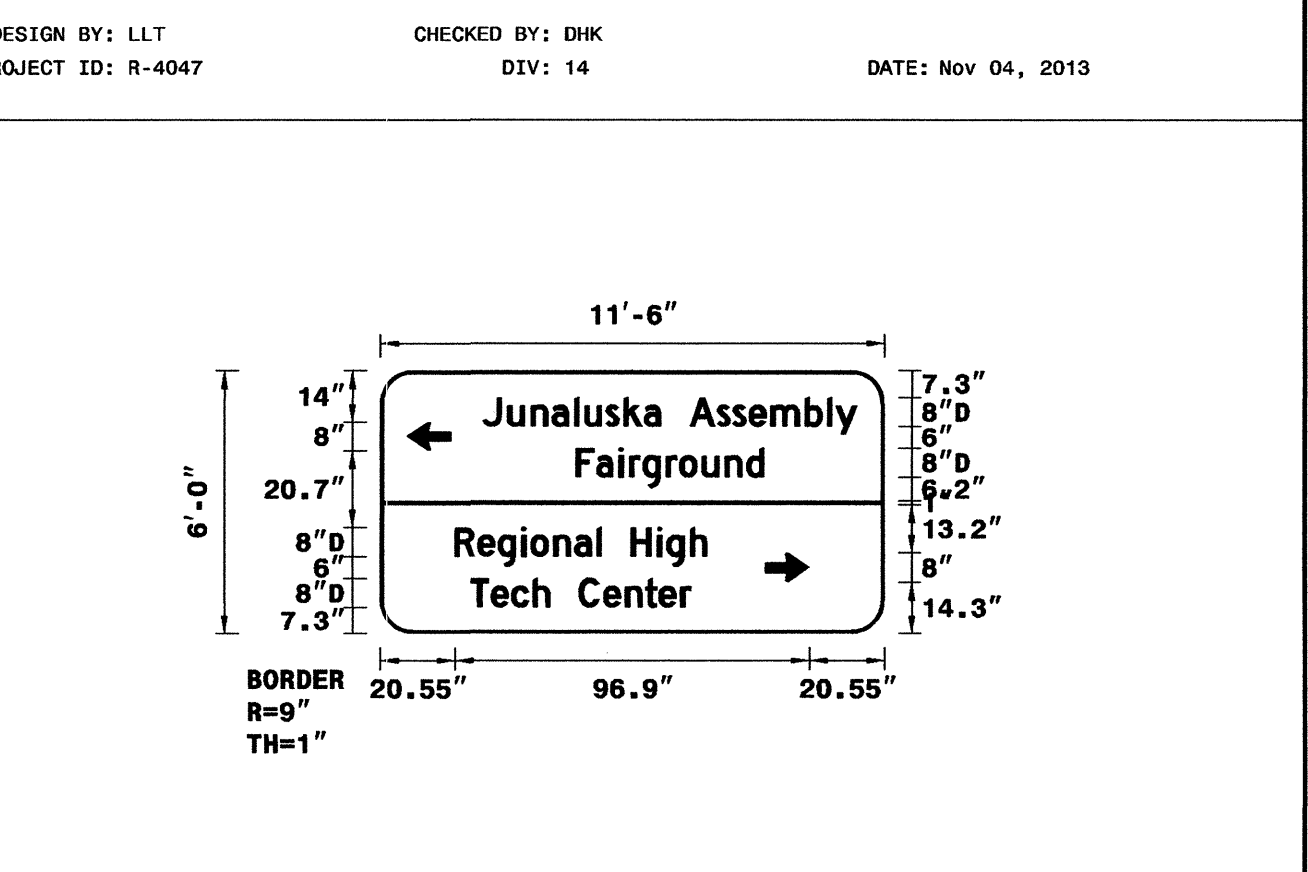 DESIGN BY: LLT CHECKED BY: DHK
ROJECT ID: R-4047 DIV: 14 DATE: Nov 04, 2013
11'-6"
6'-0"
14"
8"
20.7"
8"D
6"
8"D
7.3"
Junaluska Assembly
Fairground
Regional High
Tech Center
7.3"
8"D
6"
8"D
6.2"
1"
13.2"
8"
14.3"
20.55" 96.9" 20.55"
BORDER
R=9"
TH=1"